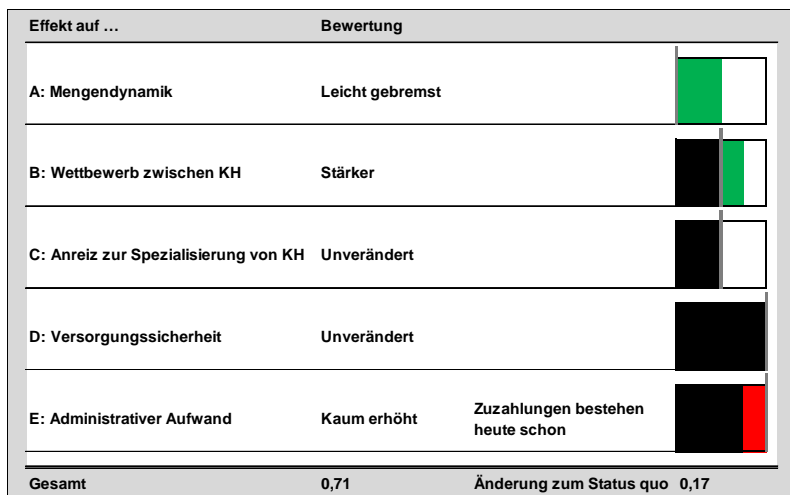 Effekt auf … Bewertung
A: Mengendynamik Leicht gebremst
B: Wettbewerb zwischen KH Stärker
C: Anreiz zur Spezialisierung von KH Unverändert
D: Versorgungssicherheit Unverändert
E: Administrativer Aufwand Kaum erhöht Zuzahlungen bestehen
heute schon
Gesamt 0,71 Änderung zum Status quo 0,17